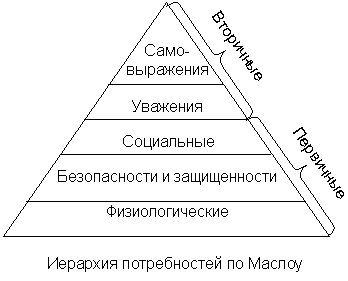 Само-
выражения
Уважения
Социальные
Безопасности и защищенности
Физиологические
Вторичные
Первичные
Иерархия потребностей по Маслоу